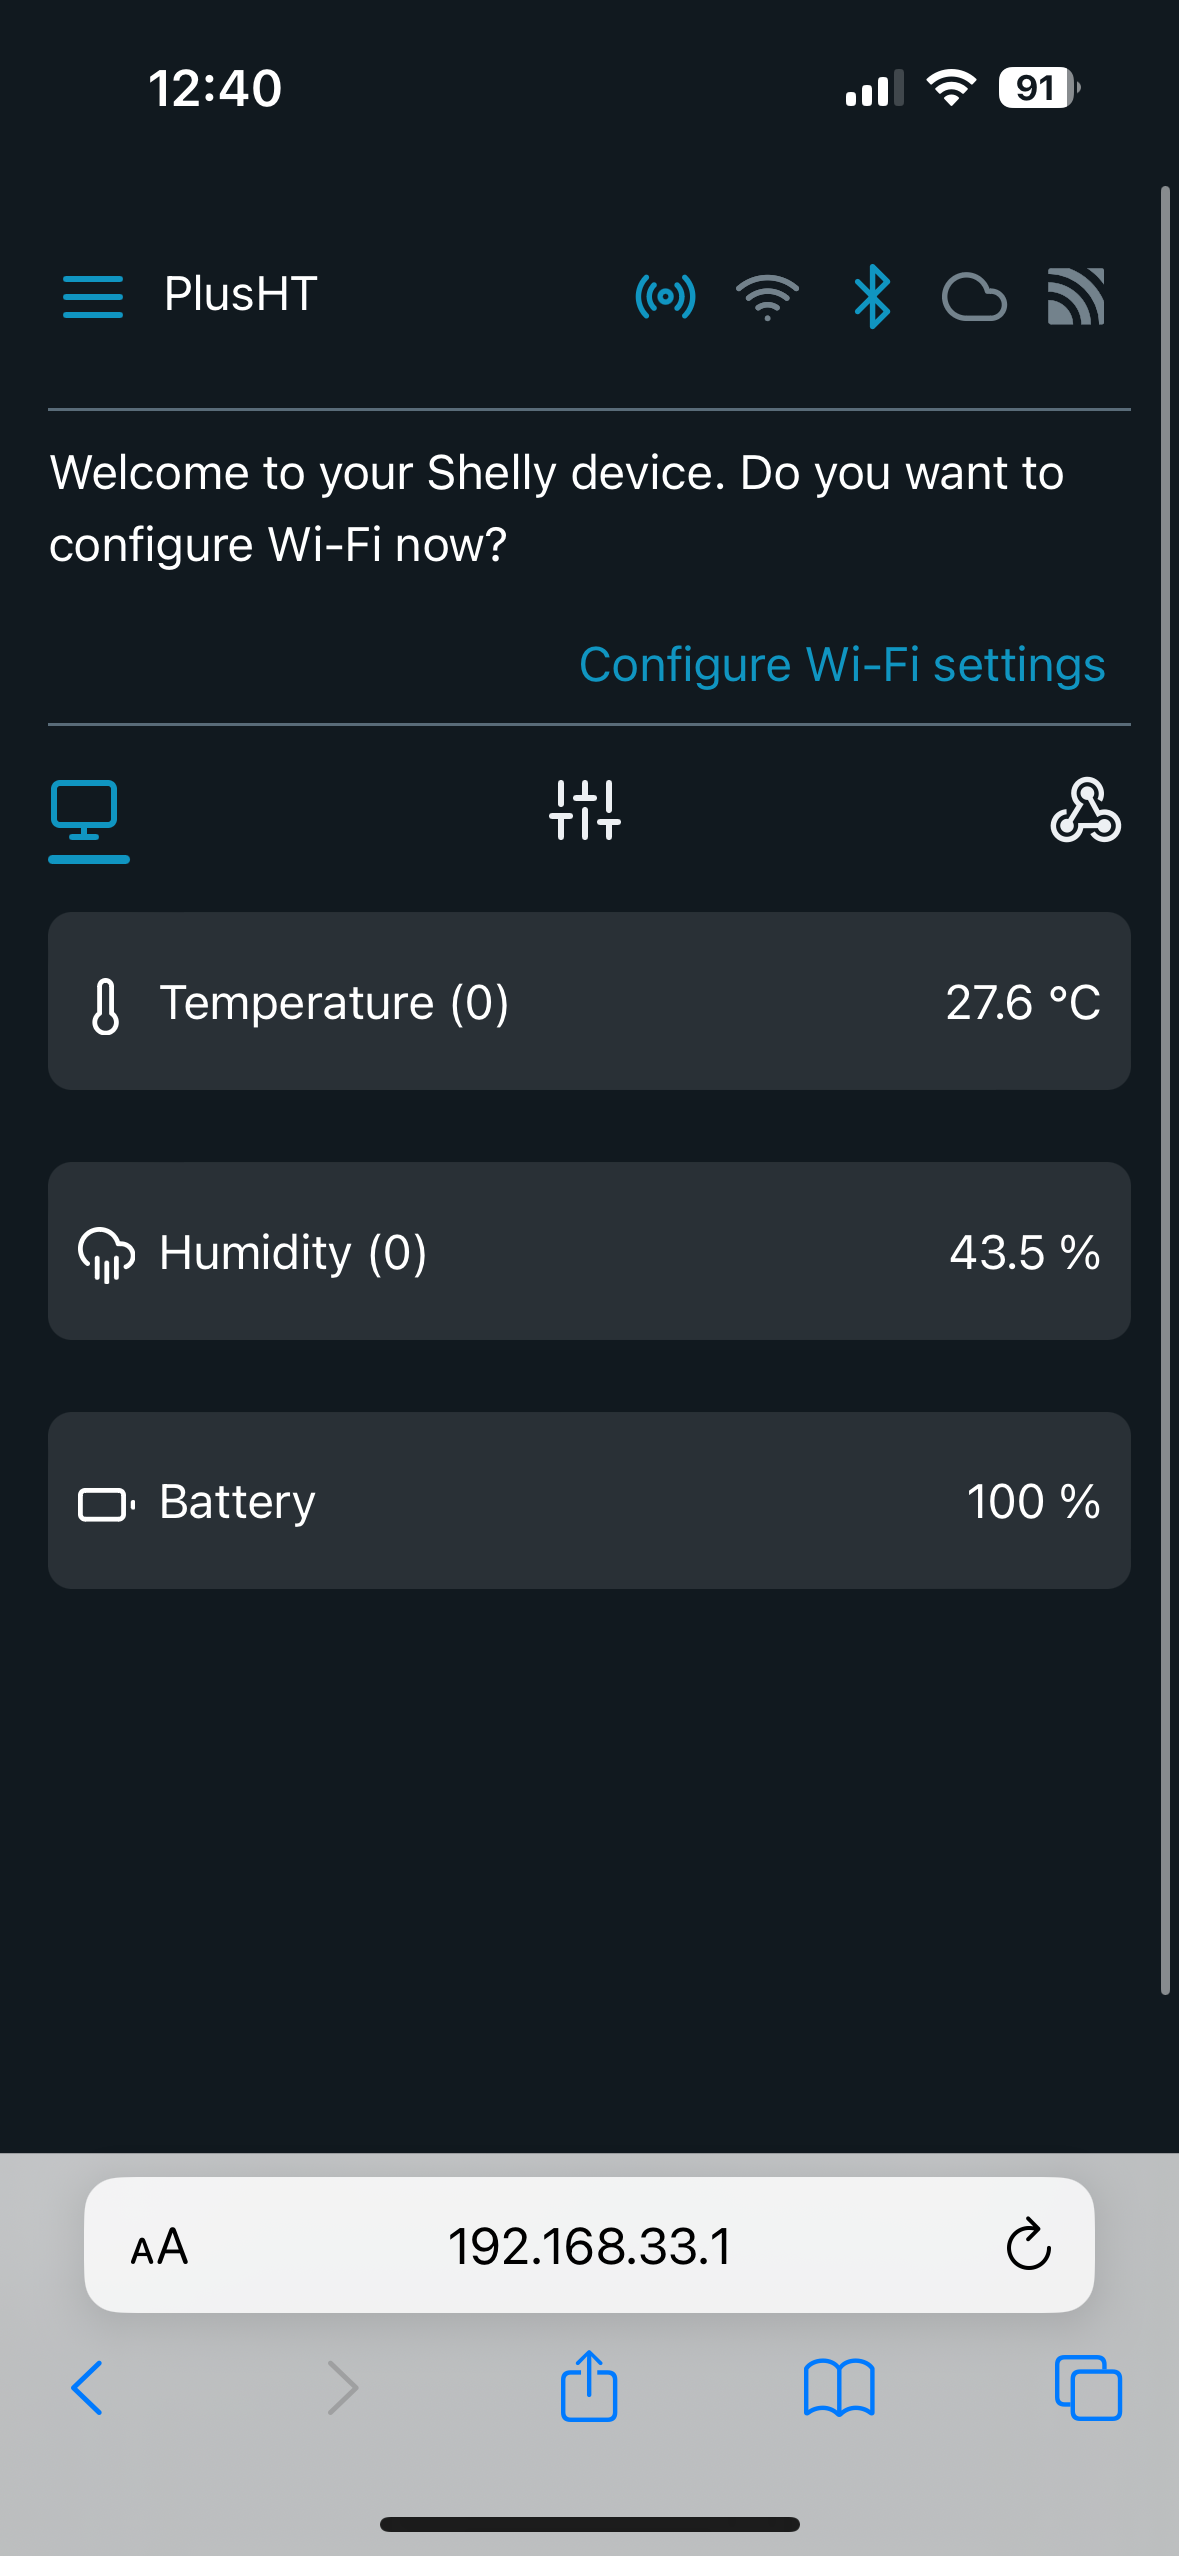 12:40
91
PlusHT
Welcome to your Shelly device. Do you want to
configure Wi-Fi now?
Configure Wi-Fi settings
Temperature (0)
27.6 °C
Humidity (0)
43.5 %
Battery
100 %
AA
192.168.33.1